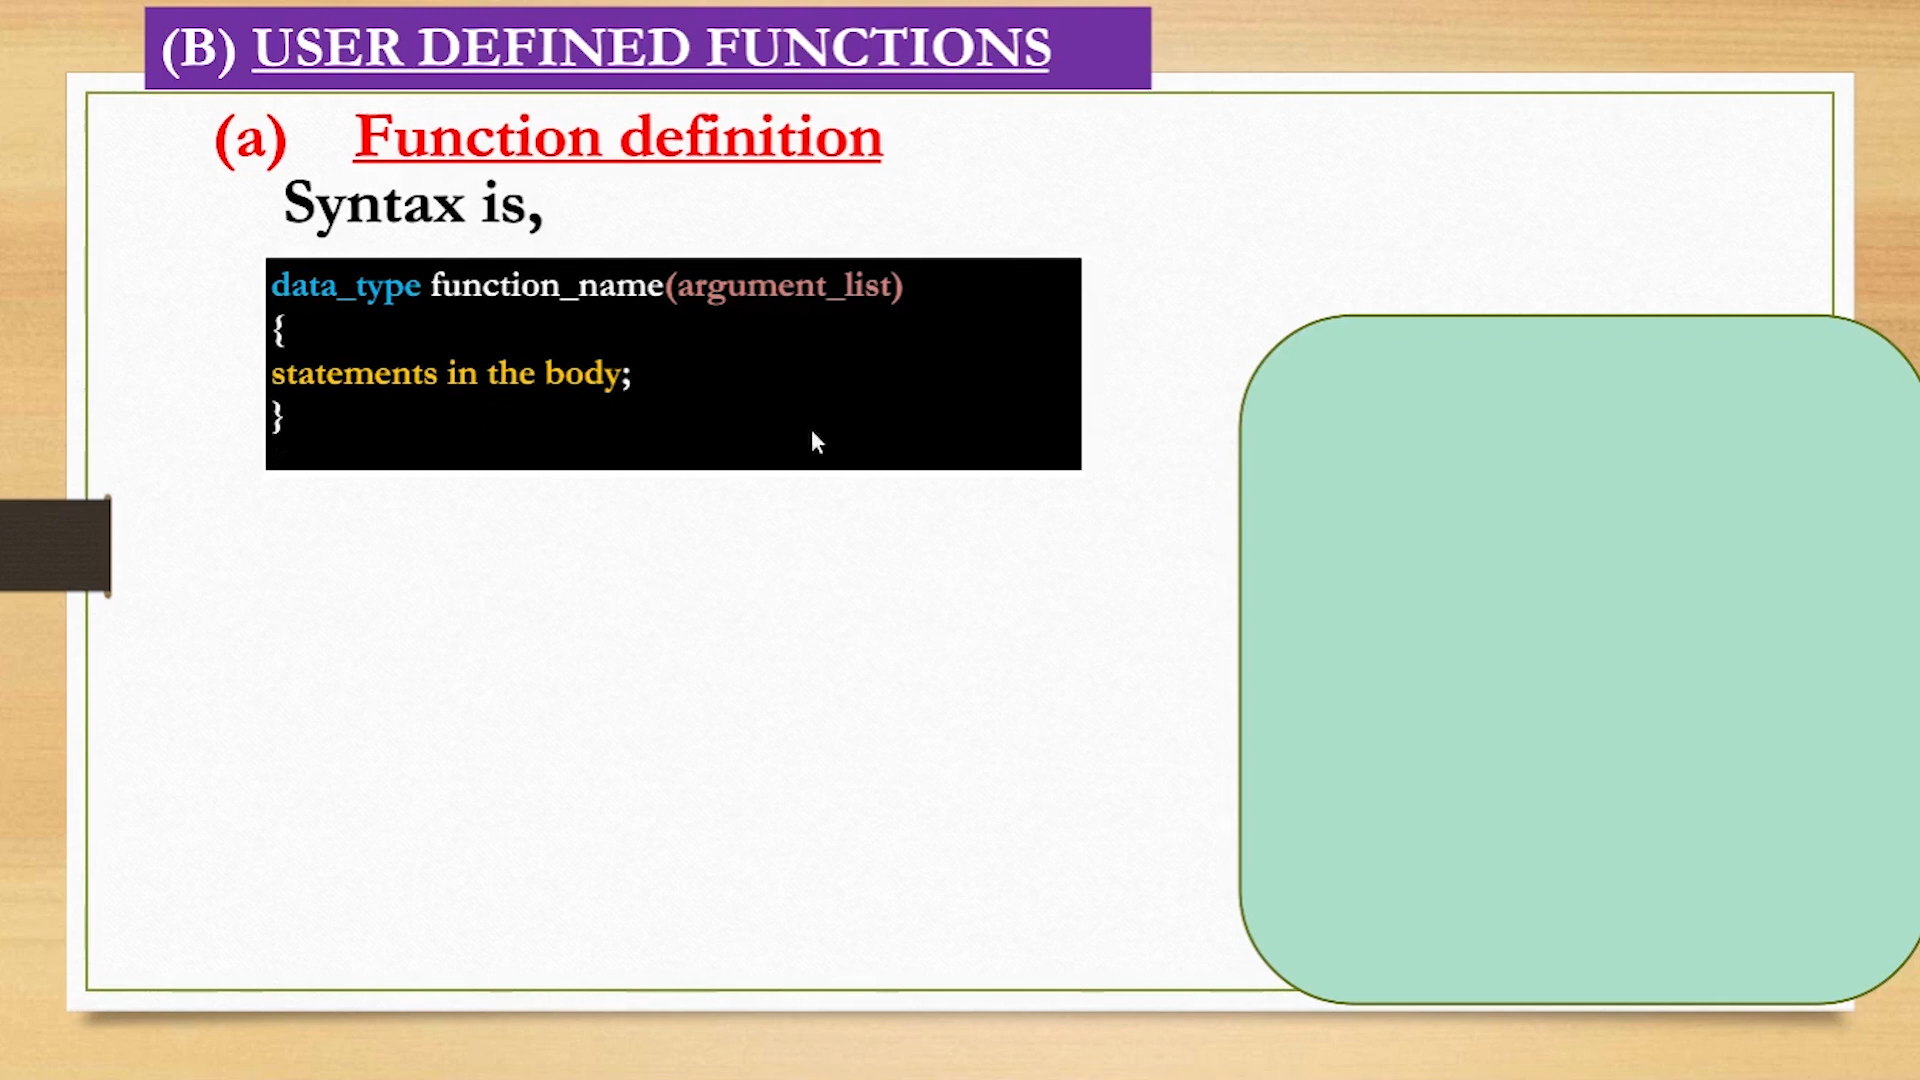 (B) USER DEFINED FUNCTIONS
(a) Function definition
Syntax is,
data_type function_name(argument_list)
{
statements in the body;
}